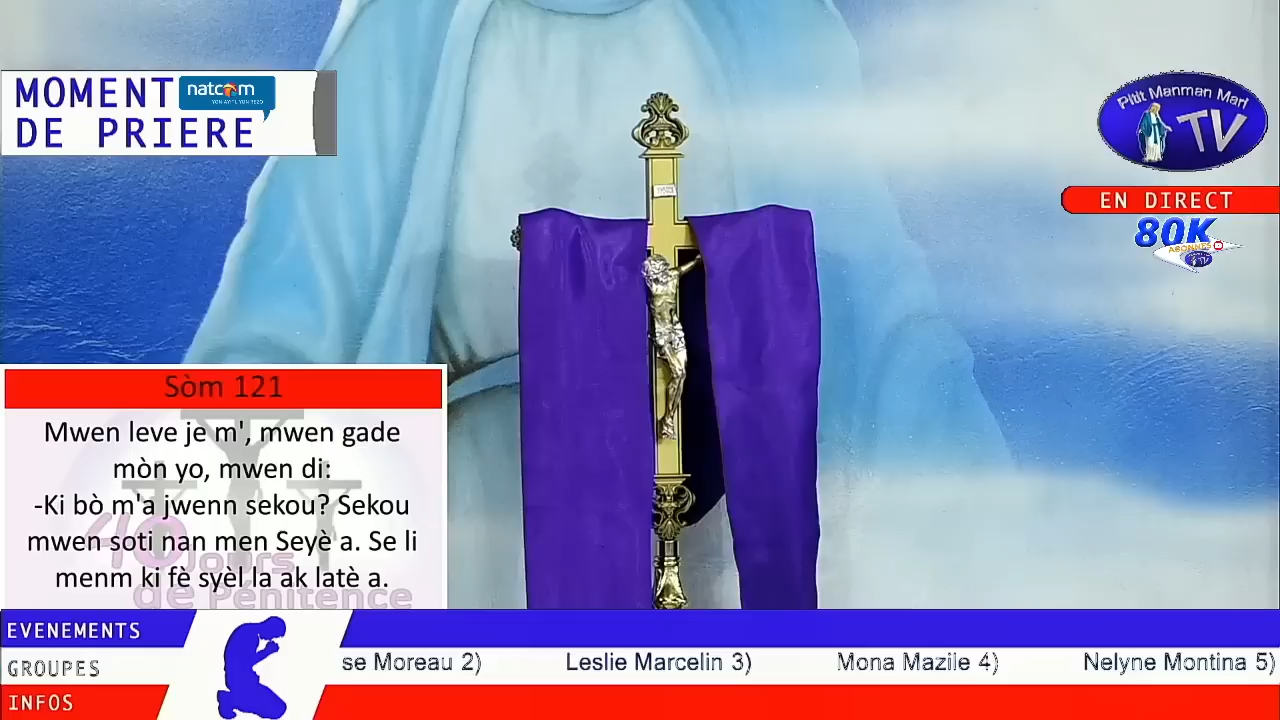 MOMENT
natcom
DE PRIERE
Pitit Manman Mari
TV
EN DIRECT
80K
ABONNÉS
TV
Sòm 121
Mwen leve je m', mwen gade
mòn yo, mwen di:
-Ki bò m'a jwenn sekou? Sekou
mwen soti nan men Seyè a. Se li
menm ki fè syèl la ak latè a.
40 Jours
de Pénitence
EVENEMENTS
GROUPES
INFOS
se Moreau 2) Leslie Marcelin 3) Mona Mazile 4) Nelyne Montina 5)